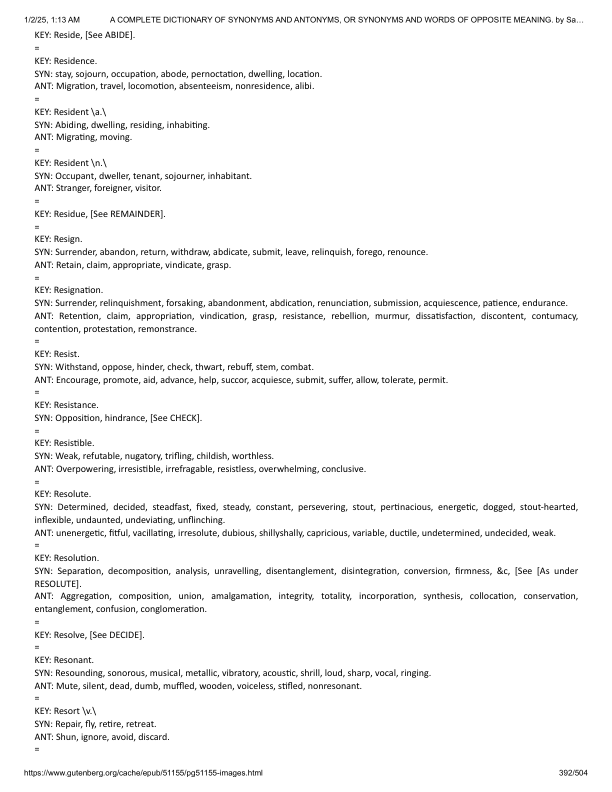 1/2/25, 1:13 AM A COMPLETE DICTIONARY OF SYNONYMS AND ANTONYMS, OR SYNONYMS AND WORDS OF OPPOSITE MEANING. by Sa…
KEY: Reside, [See ABIDE].
=
KEY: Residence.
SYN: stay, sojourn, occupation, abode, pernoctation, dwelling, location.
ANT: Migration, travel, locomotion, absenteeism, nonresidence, alibi.
=
KEY: Resident \a.\
SYN: Abiding, dwelling, residing, inhabiting.
ANT: Migrating, moving.
=
KEY: Resident \n.\
SYN: Occupant, dweller, tenant, sojourner, inhabitant.
ANT: Stranger, foreigner, visitor.
=
KEY: Residue, [See REMAINDER].
=
KEY: Resign.
SYN: Surrender, abandon, return, withdraw, abdicate, submit, leave, relinquish, forego, renounce.
ANT: Retain, claim, appropriate, vindicate, grasp.
=
KEY: Resignation.
SYN: Surrender, relinquishment, forsaking, abandonment, abdication, renunciation, submission, acquiescence, patience, endurance.
ANT: Retention, claim, appropriation, vindication, grasp, resistance, rebellion, murmur, dissatisfaction, discontent, contumacy,
contention, protestation, remonstrance.
=
KEY: Resist.
SYN: Withstand, oppose, hinder, check, thwart, rebuff, stem, combat.
ANT: Encourage, promote, aid, advance, help, succor, acquiesce, submit, suffer, allow, tolerate, permit.
=
KEY: Resistance.
SYN: Opposition, hindrance, [See CHECK].
=
KEY: Resistible.
SYN: Weak, refutable, nugatory, trifling, childish, worthless.
ANT: Overpowering, irresistible, irrefragable, resistless, overwhelming, conclusive.
=
KEY: Resolute.
SYN: Determined, decided, steadfast, fixed, steady, constant, persevering, stout, pertinacious, energetic, dogged, stout-hearted,
inflexible, undaunted, undeviating, unflinching.
ANT: unenergetic, fitful, vacillating, irresolute, dubious, shillyshally, capricious, variable, ductile, undetermined, undecided, weak.
=
KEY: Resolution.
SYN: Separation, decomposition, analysis, unravelling, disentanglement, disintegration, conversion, firmness, &c, [See [As under
RESOLUTE].
ANT: Aggregation, composition, union, amalgamation, integrity, totality, incorporation, synthesis, collocation, conservation,
entanglement, confusion, conglomeration.
=
KEY: Resolve, [See DECIDE].
=
KEY: Resonant.
SYN: Resounding, sonorous, musical, metallic, vibratory, acoustic, shrill, loud, sharp, vocal, ringing.
ANT: Mute, silent, dead, dumb, muffled, wooden, voiceless, stifled, nonresonant.
=
KEY: Resort \v.\
SYN: Repair, fly, retire, retreat.
ANT: Shun, ignore, avoid, discard.
=
https://www.gutenberg.org/cache/epub/51155/pg51155-images.html 392/504